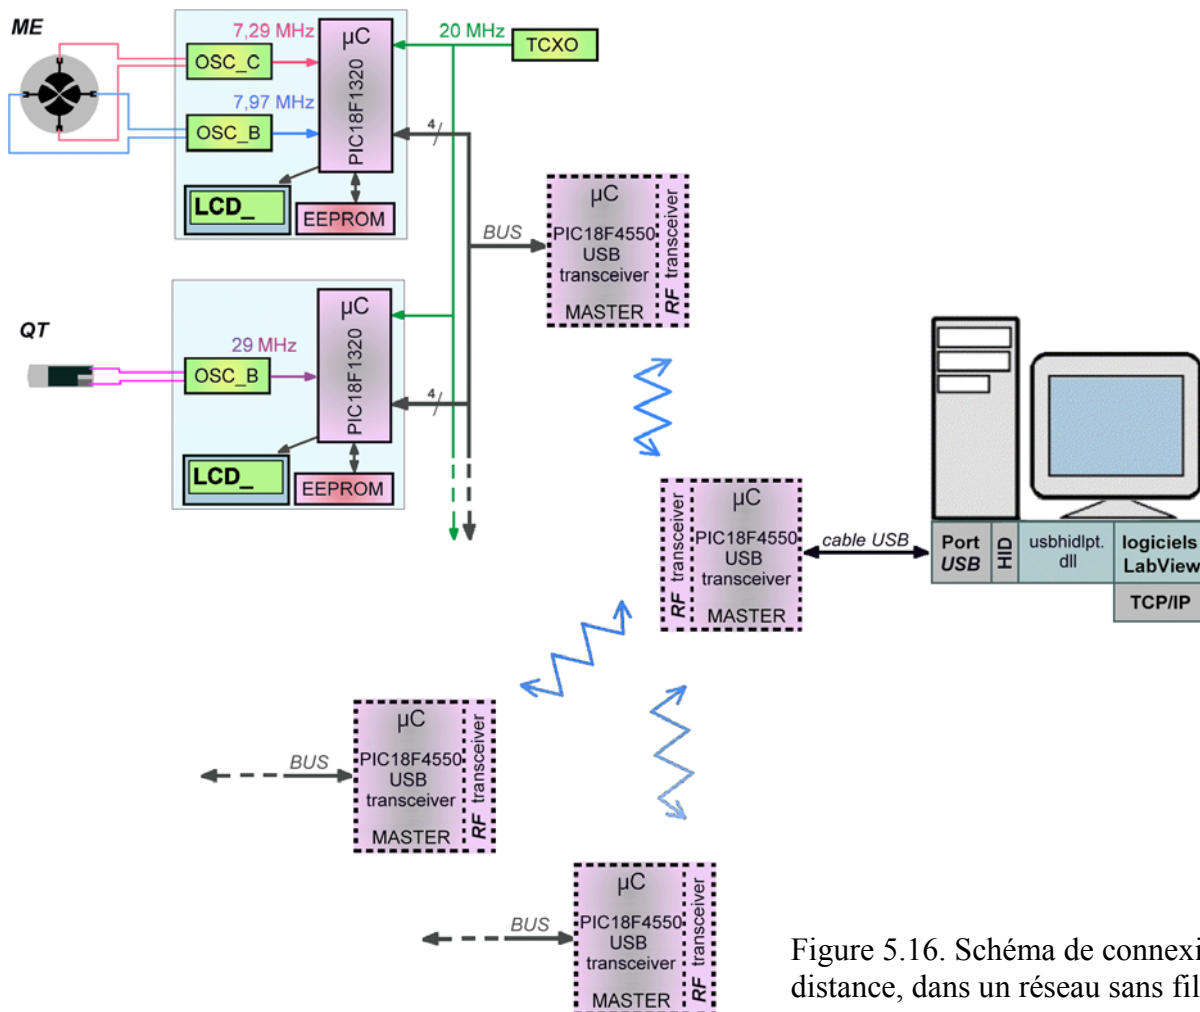 ME
7,29 MHz
OSC_C
7,97 MHz
OSC_B
µC
PIC18F1320
LCD_
EEPROM
20 MHz
TCXO
4
BUS
µC
PIC18F4550
USB
transceiver
MASTER
RF transceiver
QT
29 MHz
OSC_B
µC
PIC18F1320
4
LCD_
EEPROM
RF transceiver
µC
PIC18F4550
USB
transceiver
MASTER
cable USB
Port
USB
HID
usbhidlpt.
dll
logiciels
LabView
TCP/IP
BUS
µC
PIC18F4550
USB
transceiver
MASTER
RF transceiver
BUS
µC
PIC18F4550
USB
transceiver
MASTER
RF transceiver
Figure 5.16. Schéma de connexi
distance, dans un réseau sans fil